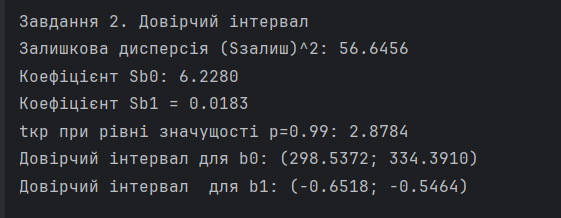 Завдання 2. Довірчий інтервал
Залишкова дисперсія (Sзалиш)^2: 56.6456
Коефіцієнт Sb0: 6.2280
Коефіцієнт Sb1 = 0.0183
tкр при рівні значущості p=0.99: 2.8784
Довірчий інтервал для b0: (298.5372; 334.3910)
Довірчий інтервал  для b1: (-0.6518; -0.5464)